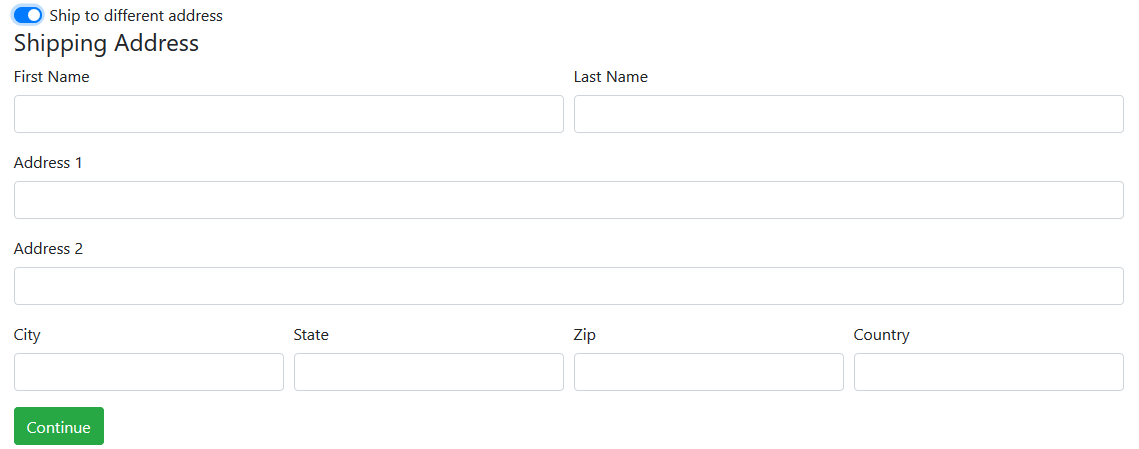 Ship to different address
Shipping Address
First Name Last Name
Address 1
Address 2
City State Zip Country
Continue